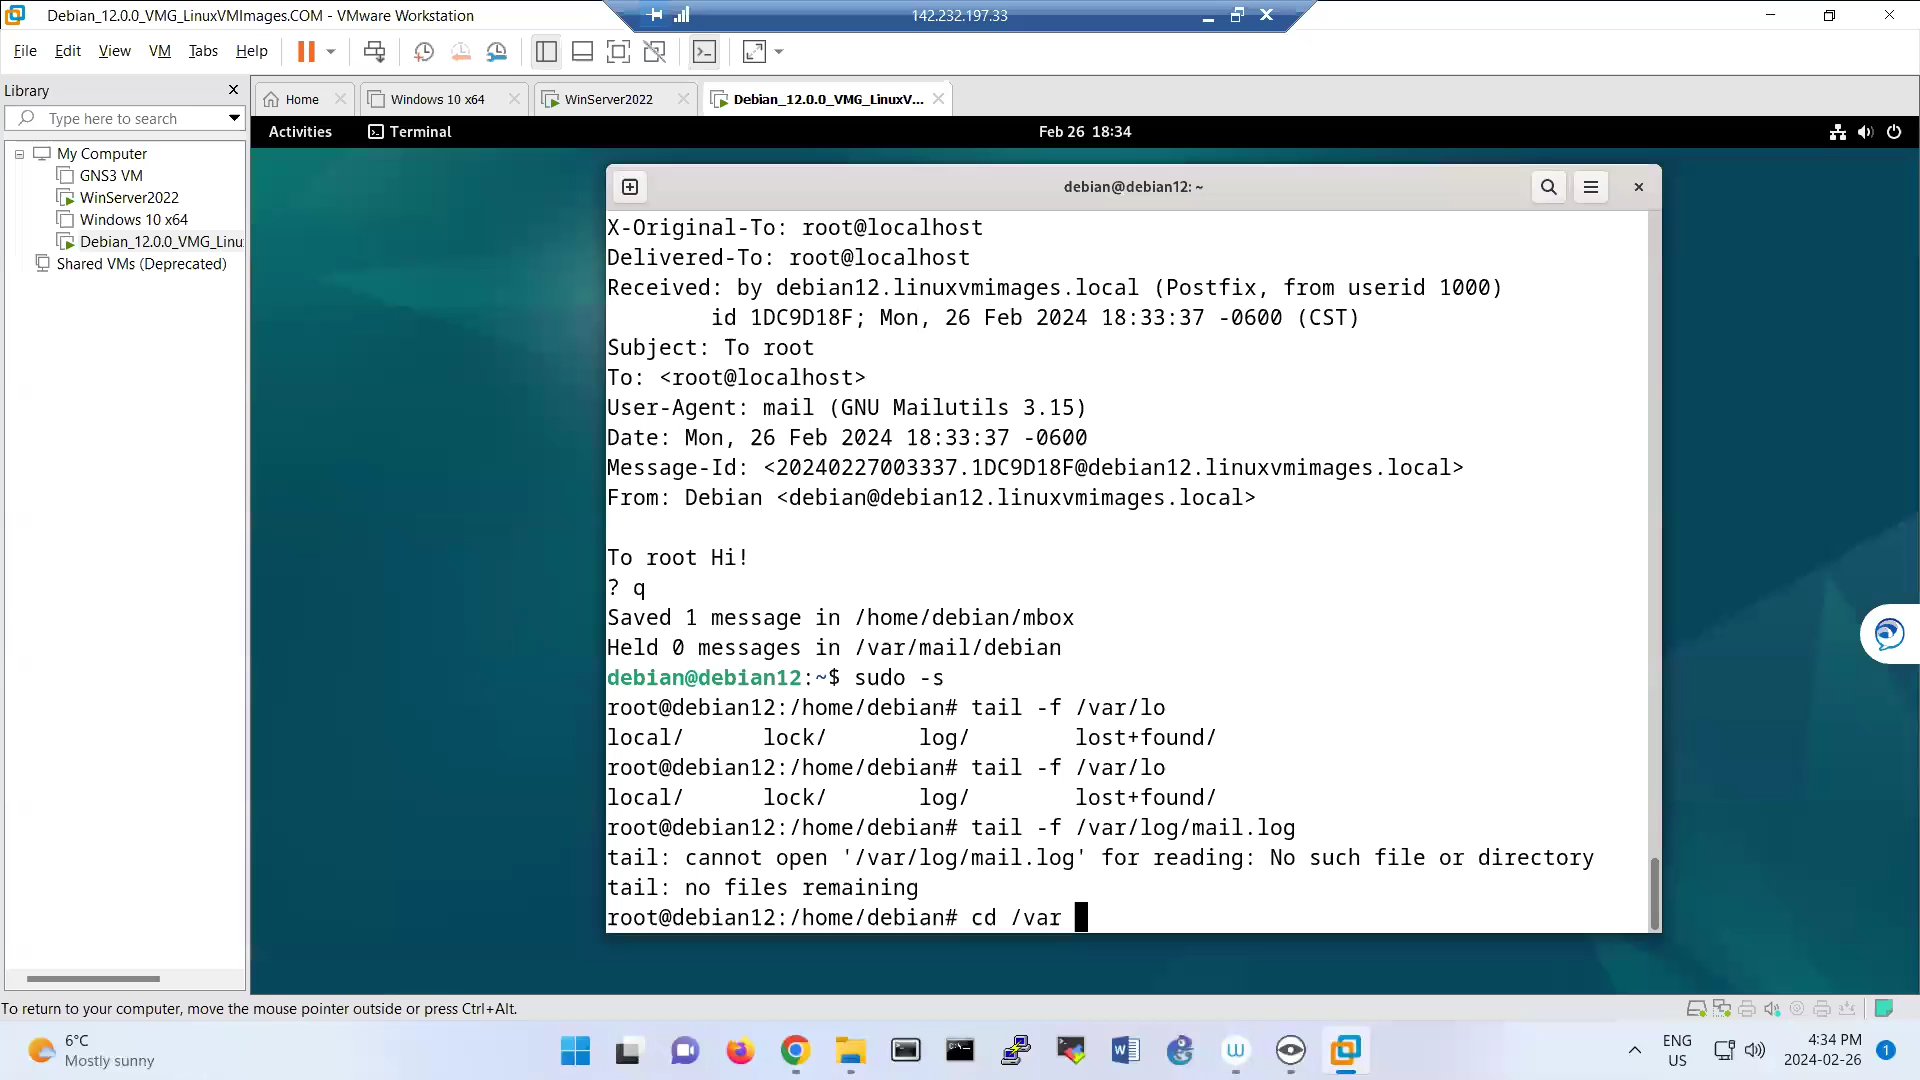 Debian_12.0.0_VMG_LinuxVMImages.COM - VMware Workstation
142.232.197.33
File Edit View VM Tabs Help
Library
Type here to search
My Computer
GNS3 VM
WinServer2022
Windows 10 x64
Debian_12.0.0_VMG_Linu
Shared VMs (Deprecated)
Home
Windows 10 x64
WinServer2022
Debian_12.0.0_VMG_LinuxV...
Activities
Terminal
Feb 26 18:34
debian@debian12: ~
X-Original-To: root@localhost
Delivered-To: root@localhost
Received: by debian12.linuxvmimages.local (Postfix, from userid 1000)
id 1DC9D18F; Mon, 26 Feb 2024 18:33:37 -0600 (CST)
Subject: To root
To: <root@localhost>
User-Agent: mail (GNU Mailutils 3.15)
Date: Mon, 26 Feb 2024 18:33:37 -0600
Message-Id: <20240227003337.1DC9D18F@debian12.linuxvmimages.local>
From: Debian <debian@debian12.linuxvmimages.local>
To root Hi!
? q
Saved 1 message in /home/debian/mbox
Held 0 messages in /var/mail/debian
debian@debian12:~$ sudo -s
root@debian12:/home/debian# tail -f /var/lo
local/ lock/ log/ lost+found/
root@debian12:/home/debian# tail -f /var/lo
local/ lock/ log/ lost+found/
root@debian12:/home/debian# tail -f /var/log/mail.log
tail: cannot open '/var/log/mail.log' for reading: No such file or directory
tail: no files remaining
root@debian12:/home/debian# cd /var
To return to your computer, move the mouse pointer outside or press Ctrl+Alt.
6°C
Mostly sunny
ENG
US
4:34 PM
2024-02-26
1